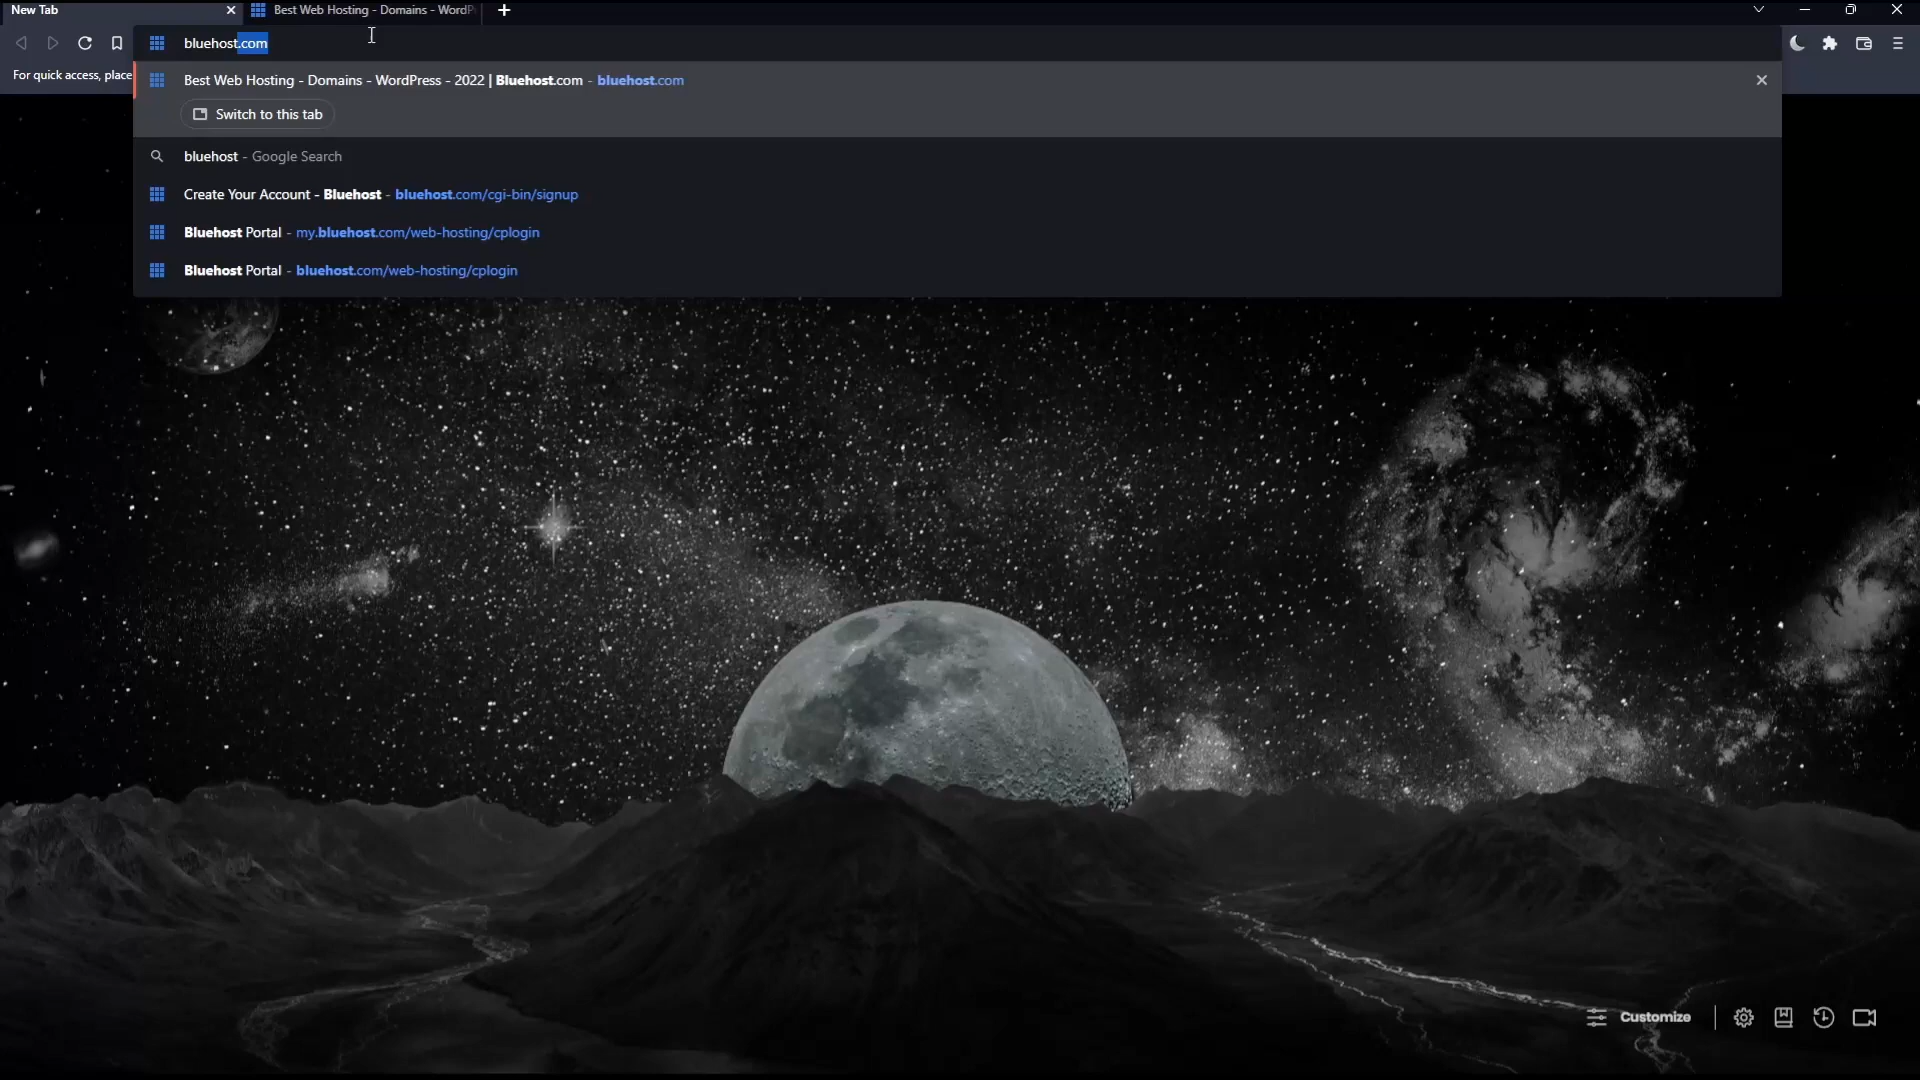 New Tab
Best Web Hosting - Domains - WordP
bluehost.com
For quick access, place
Best Web Hosting - Domains - WordPress - 2022 | Bluehost.com - bluehost.com
Switch to this tab
bluehost - Google Search
Create Your Account - Bluehost - bluehost.com/cgi-bin/signup
Bluehost Portal - my.bluehost.com/web-hosting/cplogin
Bluehost Portal - bluehost.com/web-hosting/cplogin
Customize